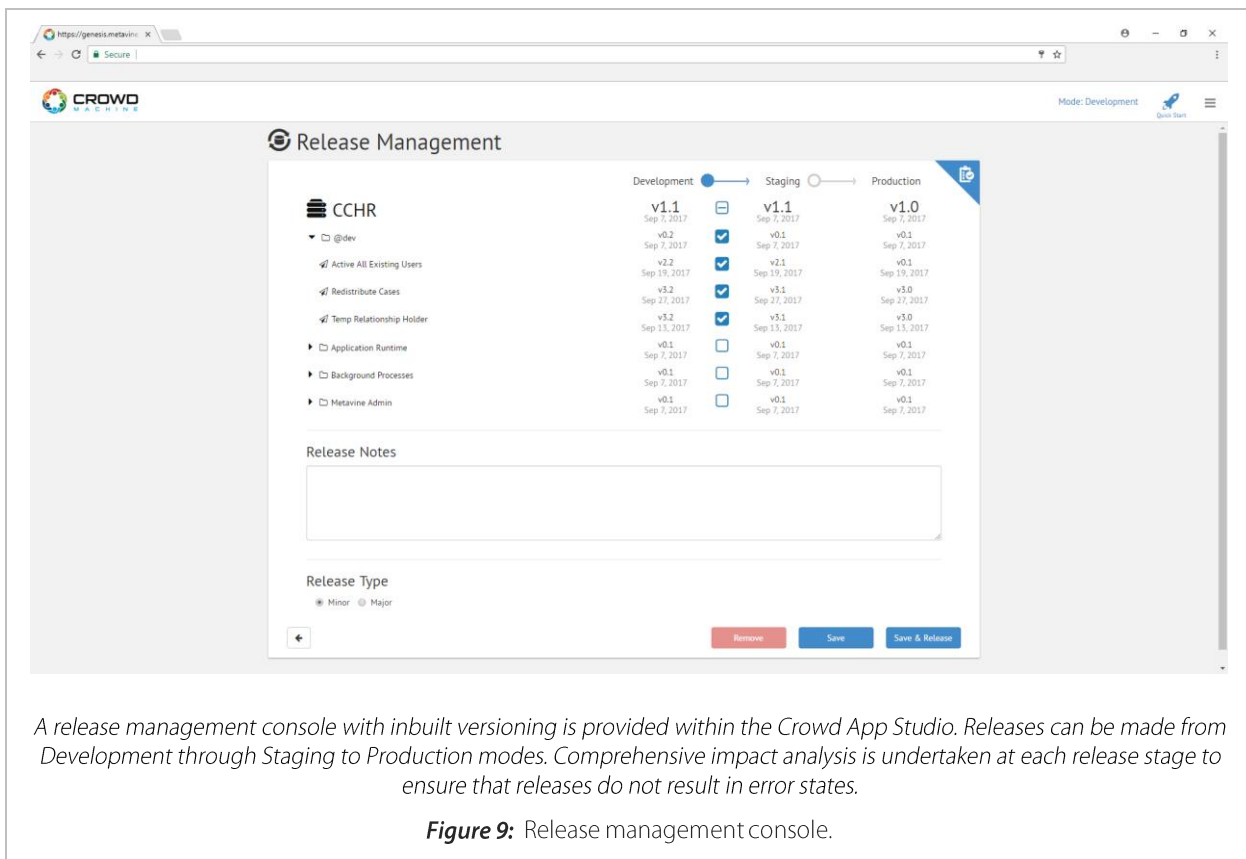 https://genesis.metavine
Secure
CROWD
MACHINE
Mode: Development
Quick Start
Release Management
Development Staging Production
CCHR v1.1 v1.1 v1.0
Sep 7, 2017 Sep 7, 2017 Sep 7, 2017
@dev v0.2 v0.1 v0.1
Sep 7, 2017 Sep 7, 2017 Sep 7, 2017
Active All Existing Users v2.2 v2.1 v0.1
Sep 19, 2017 Sep 19, 2017 Sep 19, 2017
Redistribute Cases v3.2 v3.1 v3.0
Sep 27, 2017 Sep 27, 2017 Sep 27, 2017
Temp Relationship Holder v3.2 v3.1 v3.0
Sep 13, 2017 Sep 13, 2017 Sep 13, 2017
Application Runtime v0.1 v0.1 v0.1
Sep 7, 2017 Sep 7, 2017 Sep 7, 2017
Background Processes v0.1 v0.1 v0.1
Sep 7, 2017 Sep 7, 2017 Sep 7, 2017
Metavine Admin v0.1 v0.1 v0.1
Sep 7, 2017 Sep 7, 2017 Sep 7, 2017
Release Notes
Release Type
Minor Major
Remove Save Save & Release
A release management console with inbuilt versioning is provided within the Crowd App Studio. Releases can be made from
Development through Staging to Production modes. Comprehensive impact analysis is undertaken at each release stage to
ensure that releases do not result in error states.
Figure 9: Release management console.